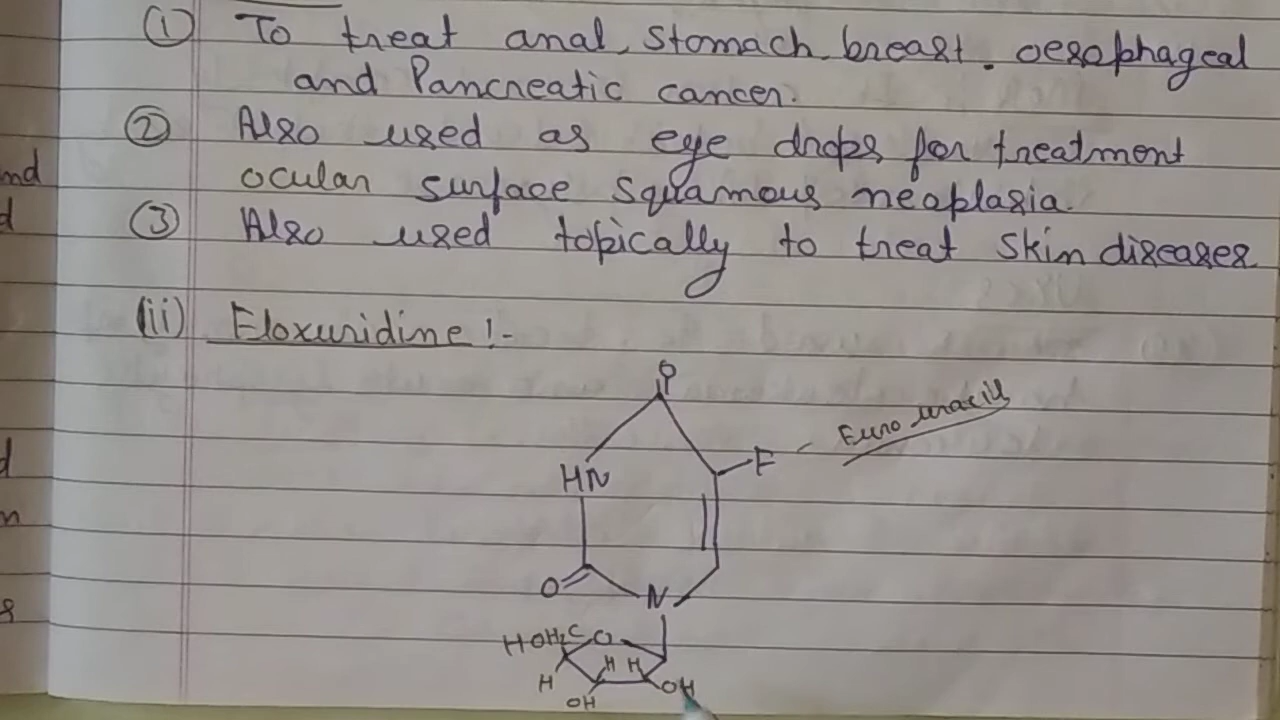 ① To treat anal, stomach, breast, oesophageal
and Pancreatic cancer.
② Also used as eye drops for treatment
ocular surface squamous neoplasia.
③ Also used topically to treat skin diseases
(ii) Floxuridine :-
O
F
HN
O
N
HOH₂C O
H H
H
OH
OH
nd
d
d
n
s